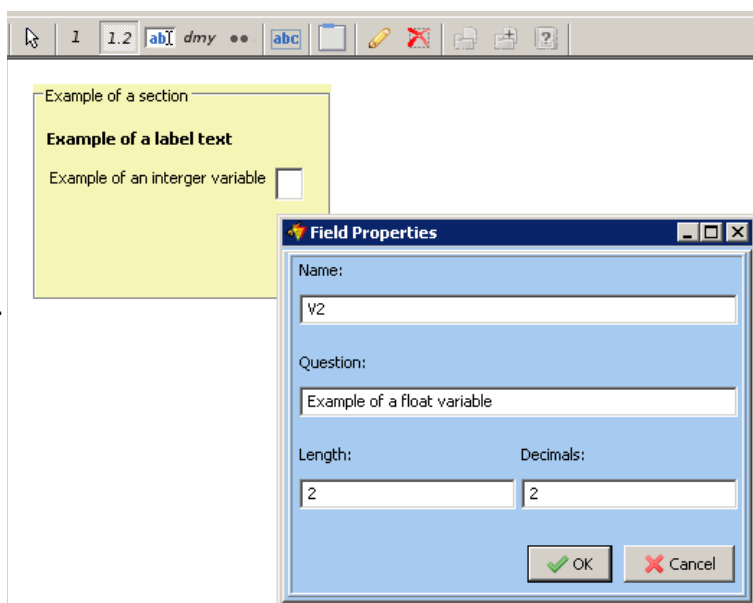 1 1.2 ab dmy abc ?
Example of a section
Example of a label text
Example of an interger variable
Field Properties
Name:
V2
Question:
Example of a float variable
Length: Decimals:
2 2
OK Cancel